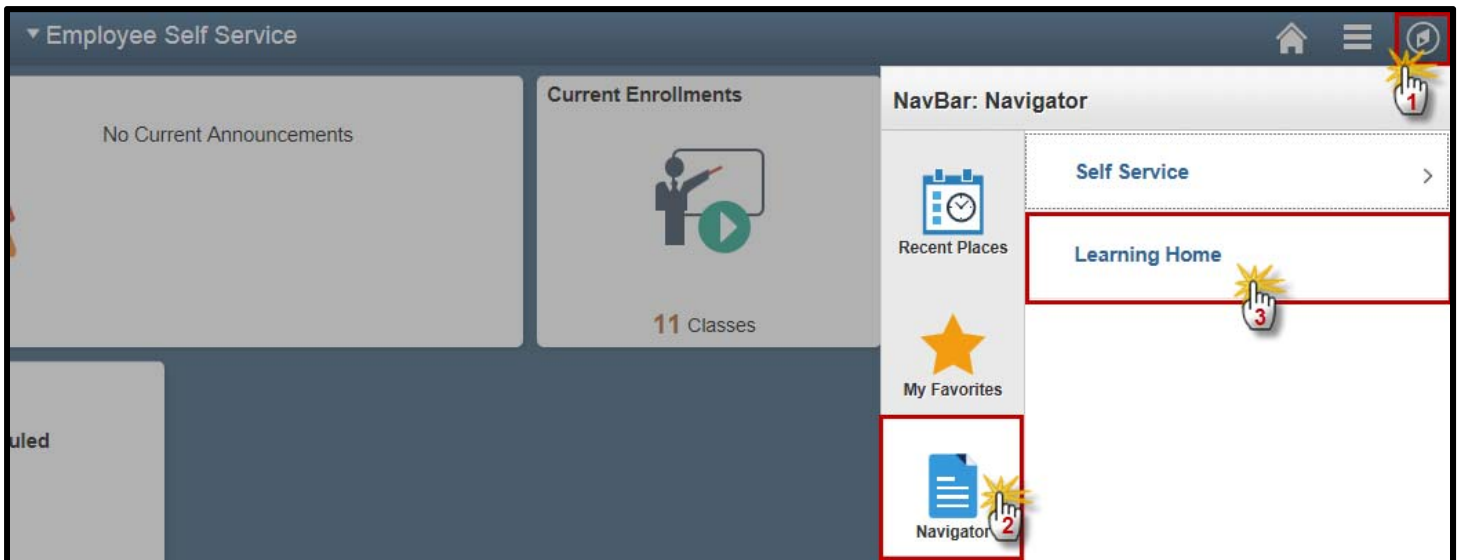 Employee Self Service
No Current Announcements
Current Enrollments
11 Classes
uled
NavBar: Navigator
1
Recent Places
My Favorites
Navigator
2
Self Service
Learning Home
3